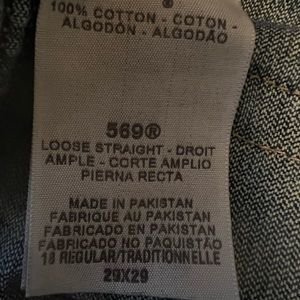 100% COTTON - COTON -
ALGODÓN - ALGODÃO
569®
LOOSE STRAIGHT - DROIT
AMPLE - CORTE AMPLIO
PIERNA RECTA
MADE IN PAKISTAN
FABRIQUE AU PAKISTAN
FABRICADO EN PAKISTAN
FABRICADO NO PAQUISTÃO
18 REGULAR/TRADITIONNELLE
29X29